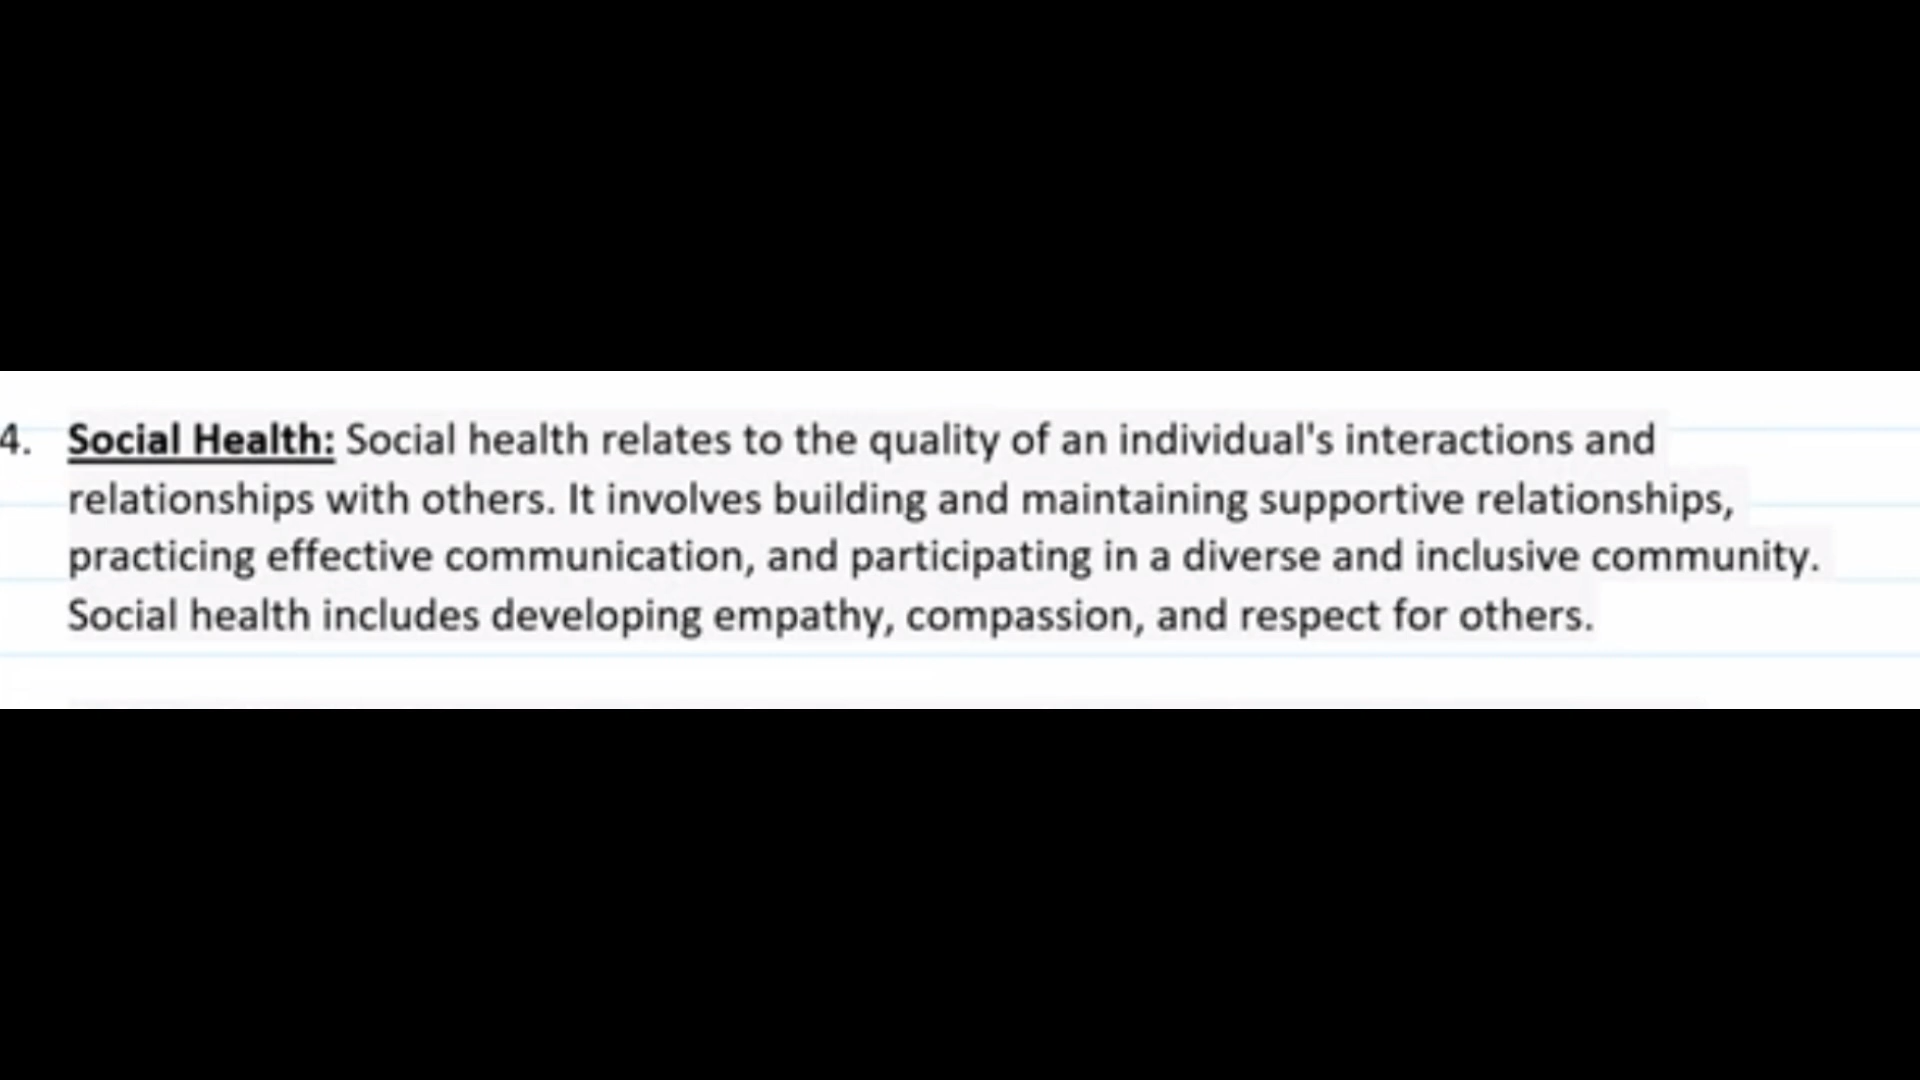 4. Social Health: Social health relates to the quality of an individual's interactions and
relationships with others. It involves building and maintaining supportive relationships,
practicing effective communication, and participating in a diverse and inclusive community.
Social health includes developing empathy, compassion, and respect for others.